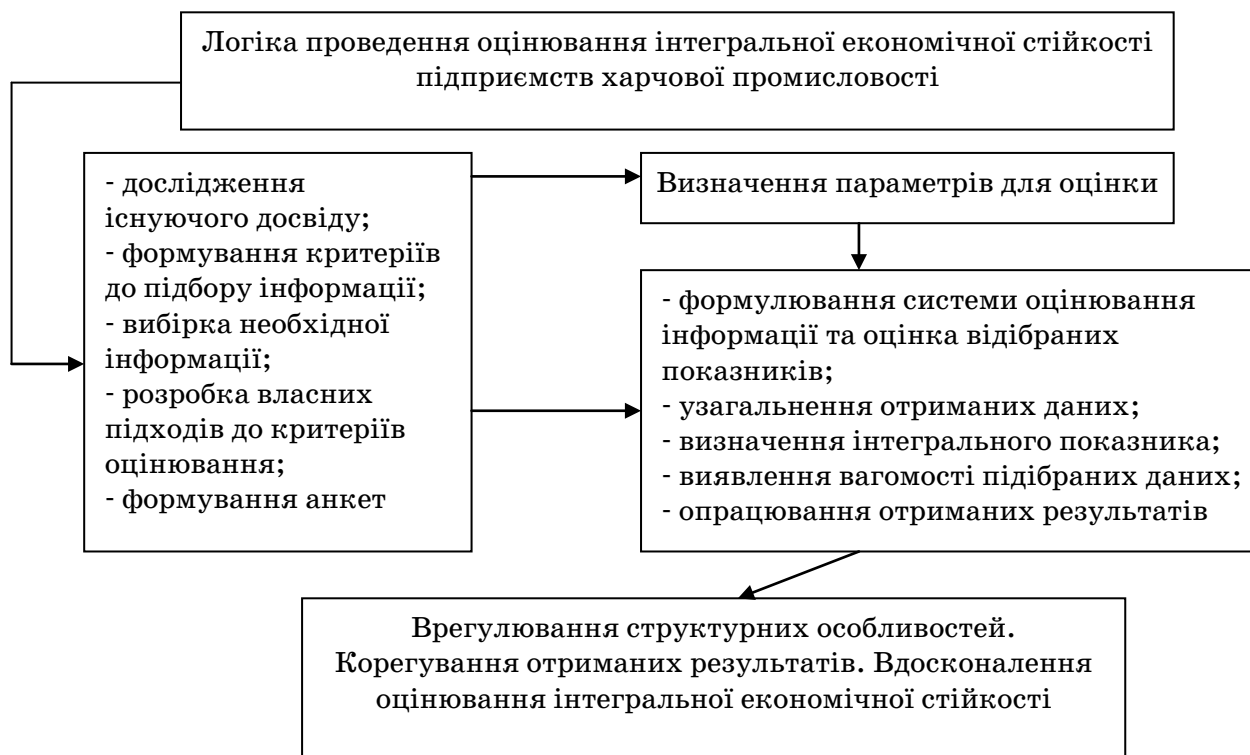 Логіка проведення оцінювання інтегральної економічної стійкості
підприємств харчової промисловості
- дослідження
існуючого досвіду;
- формування критеріїв
до підбору інформації;
- вибірка необхідної
інформації;
- розробка власних
підходів до критеріїв
оцінювання;
- формування анкет
Визначення параметрів для оцінки
- формулювання системи оцінювання
інформації та оцінка відібраних
показників;
- узагальнення отриманих даних;
- визначення інтегрального показника;
- виявлення вагомості підібраних даних;
- опрацювання отриманих результатів
Врегулювання структурних особливостей.
Корегування отриманих результатів. Вдосконалення
оцінювання інтегральної економічної стійкості